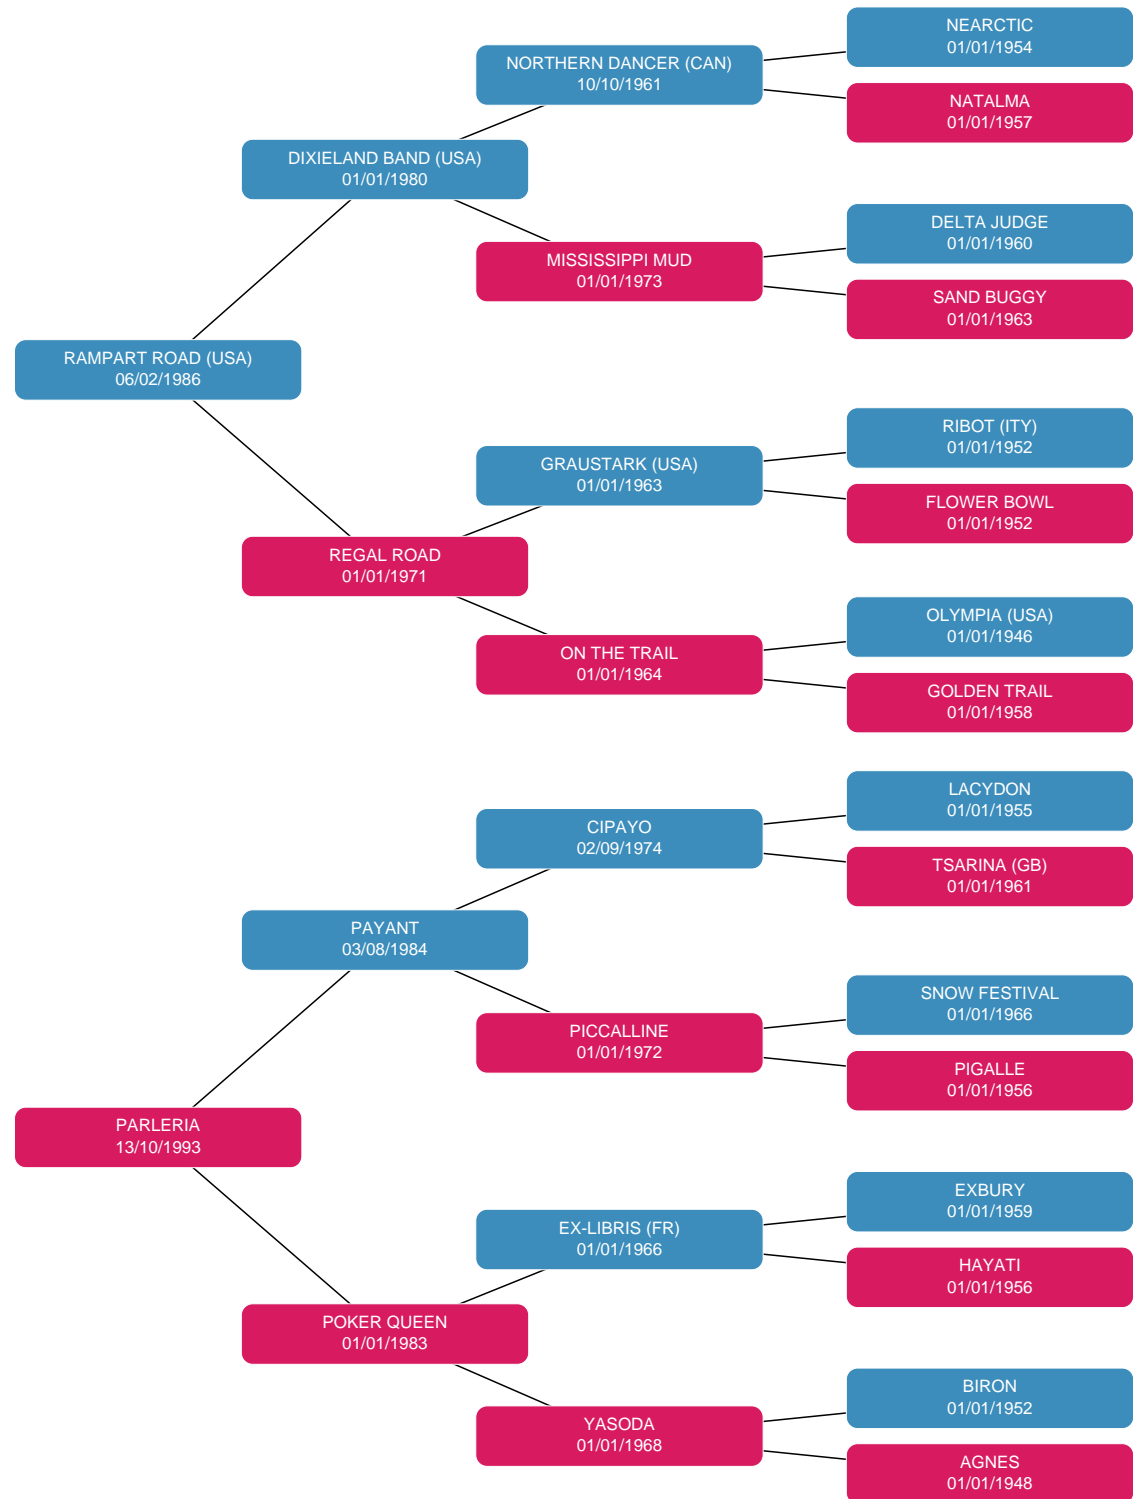 NEARCTIC
01/01/1954
NORTHERN DANCER (CAN)
10/10/1961
NATALMA
01/01/1957
DIXIELAND BAND (USA)
01/01/1980
DELTA JUDGE
01/01/1960
MISSISSIPPI MUD
01/01/1973
SAND BUGGY
01/01/1963
RAMPART ROAD (USA)
06/02/1986
RIBOT (ITY)
01/01/1952
GRAUSTARK (USA)
01/01/1963
FLOWER BOWL
01/01/1952
REGAL ROAD
01/01/1971
OLYMPIA (USA)
01/01/1946
ON THE TRAIL
01/01/1964
GOLDEN TRAIL
01/01/1958
LACYDON
01/01/1955
CIPAYO
02/09/1974
TSARINA (GB)
01/01/1961
PAYANT
03/08/1984
SNOW FESTIVAL
01/01/1966
PICCALLINE
01/01/1972
PIGALLE
01/01/1956
PARLERIA
13/10/1993
EXBURY
01/01/1959
EX-LIBRIS (FR)
01/01/1966
HAYATI
01/01/1956
POKER QUEEN
01/01/1983
BIRON
01/01/1952
YASODA
01/01/1968
AGNES
01/01/1948